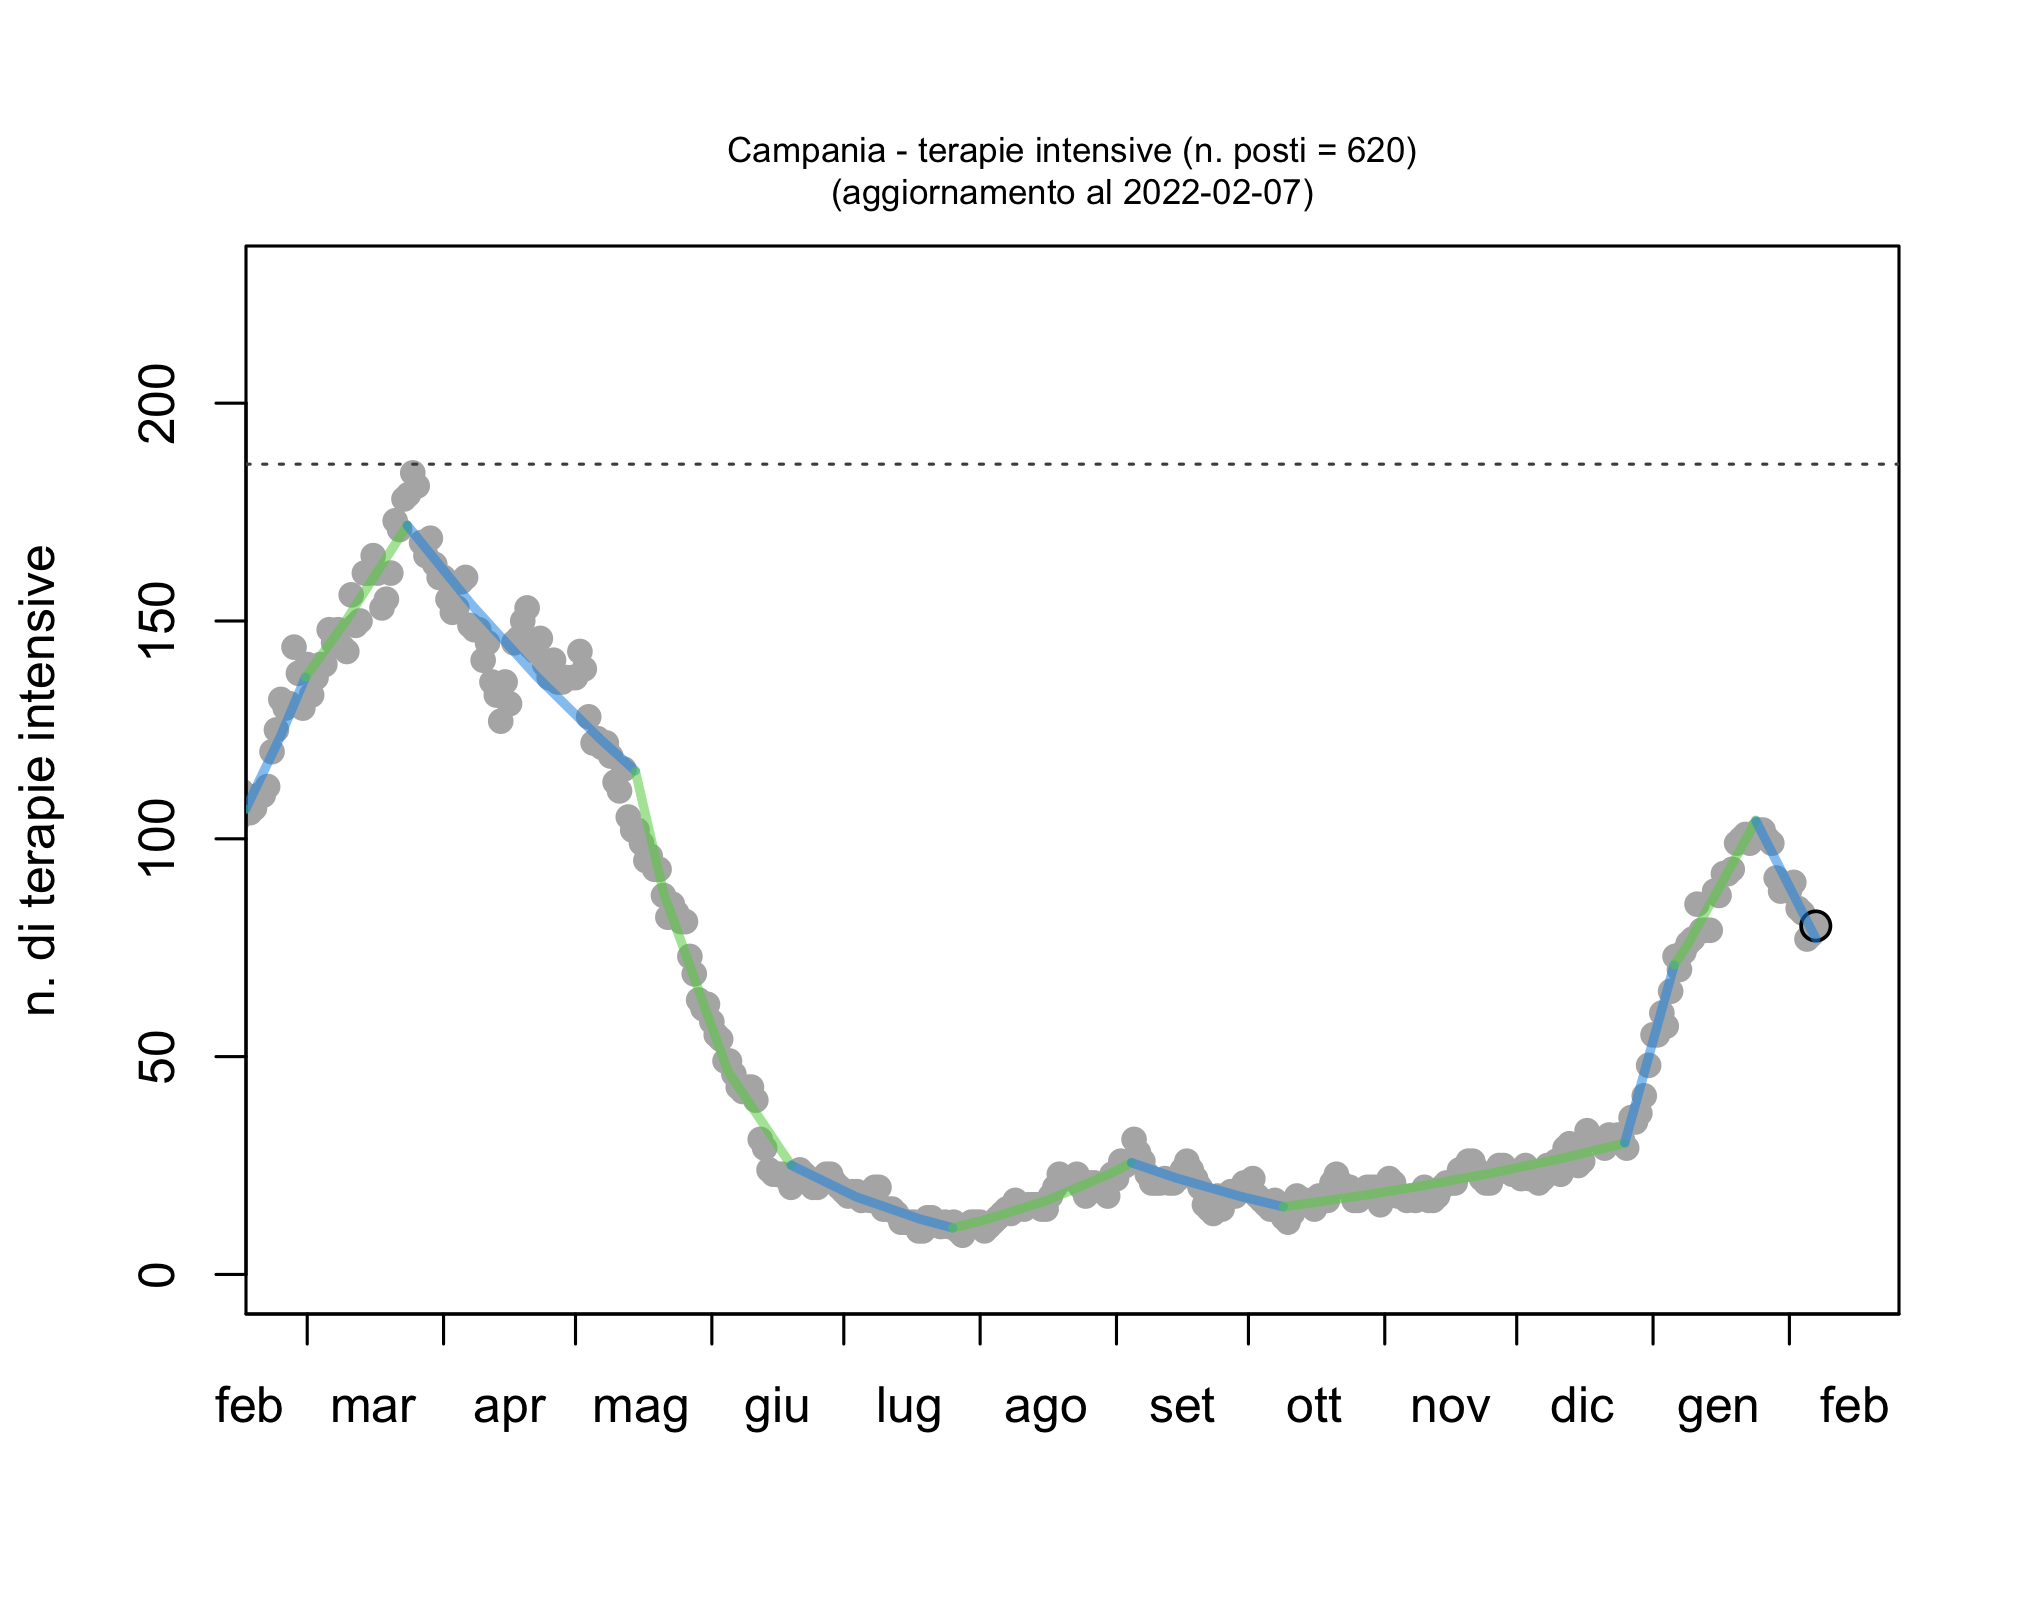 Campania - terapie intensive (n. posti = 620)
(aggiornamento al 2022-02-07)
n. di terapie intensive
200
150
100
50
0
feb mar apr mag giu lug ago set ott nov dic gen feb